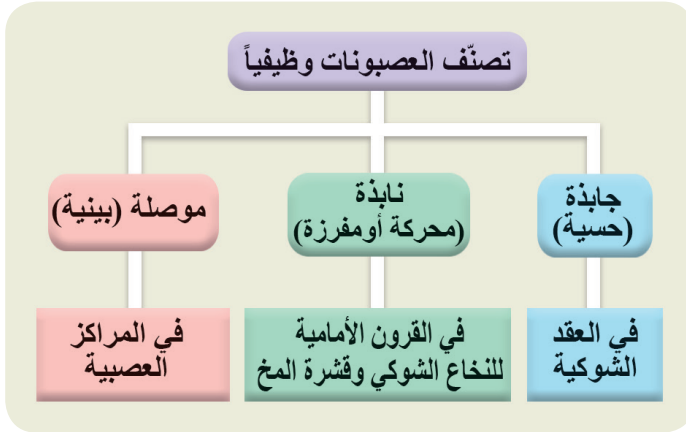 تصنّف العصبونات وظيفياً
جابذة
(حسية)
نابذة
(محركة أومفرزة)
موصلة (بينية)
في العقد
الشوكية
في القرون الأمامية
للنخاع الشوكي وقشرة المخ
في المراكز
العصبية